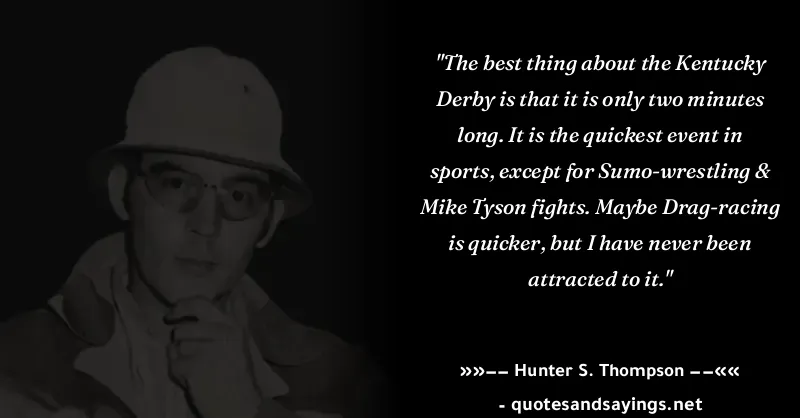 "The best thing about the Kentucky
Derby is that it is only two minutes
long. It is the quickest event in
sports, except for Sumo-wrestling &
Mike Tyson fights. Maybe Drag-racing
is quicker, but I have never been
attracted to it."
»»−− Hunter S. Thompson −−««
- quotesandsayings.net